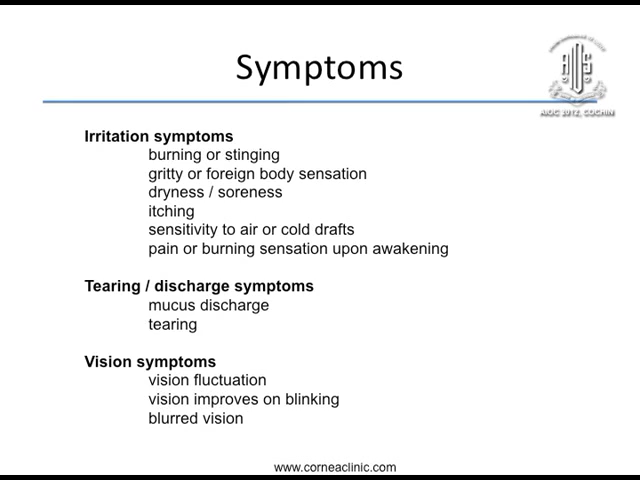 Symptoms
AIOS
AIOC 2012, COCHIN
Irritation symptoms
burning or stinging
gritty or foreign body sensation
dryness / soreness
itching
sensitivity to air or cold drafts
pain or burning sensation upon awakening
Tearing / discharge symptoms
mucus discharge
tearing
Vision symptoms
vision fluctuation
vision improves on blinking
blurred vision
www.corneaclinic.com